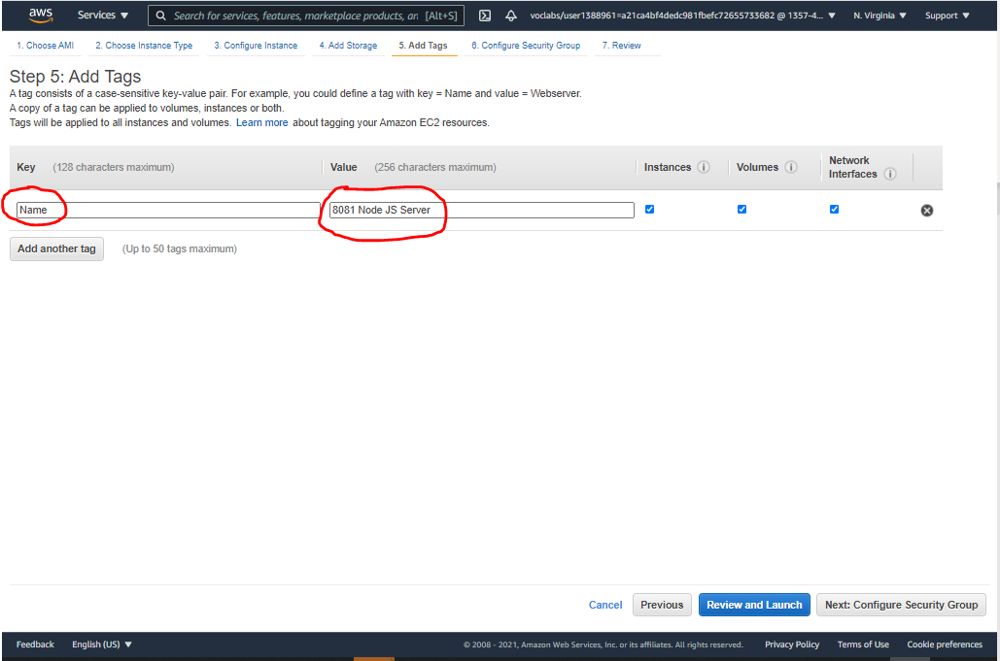 aws Services Search for services, features, marketplace products, an [Alt+S] voclabs/user1388961=a21ca4bf4dedc981fbefc72655733682 @ 1357-4... N. Virginia Support
1. Choose AMI 2. Choose Instance Type 3. Configure Instance 4. Add Storage 5. Add Tags 6. Configure Security Group 7. Review
Step 5: Add Tags
A tag consists of a case-sensitive key-value pair. For example, you could define a tag with key = Name and value = Webserver.
A copy of a tag can be applied to volumes, instances or both.
Tags will be applied to all instances and volumes. Learn more about tagging your Amazon EC2 resources.
Key (128 characters maximum) Value (256 characters maximum) Instances i Volumes i Network Interfaces i
Name 8081 Node JS Server
Add another tag (Up to 50 tags maximum)
Cancel Previous Review and Launch Next: Configure Security Group
Feedback English (US) © 2008 - 2021, Amazon Web Services, Inc. or its affiliates. All rights reserved. Privacy Policy Terms of Use Cookie preferences